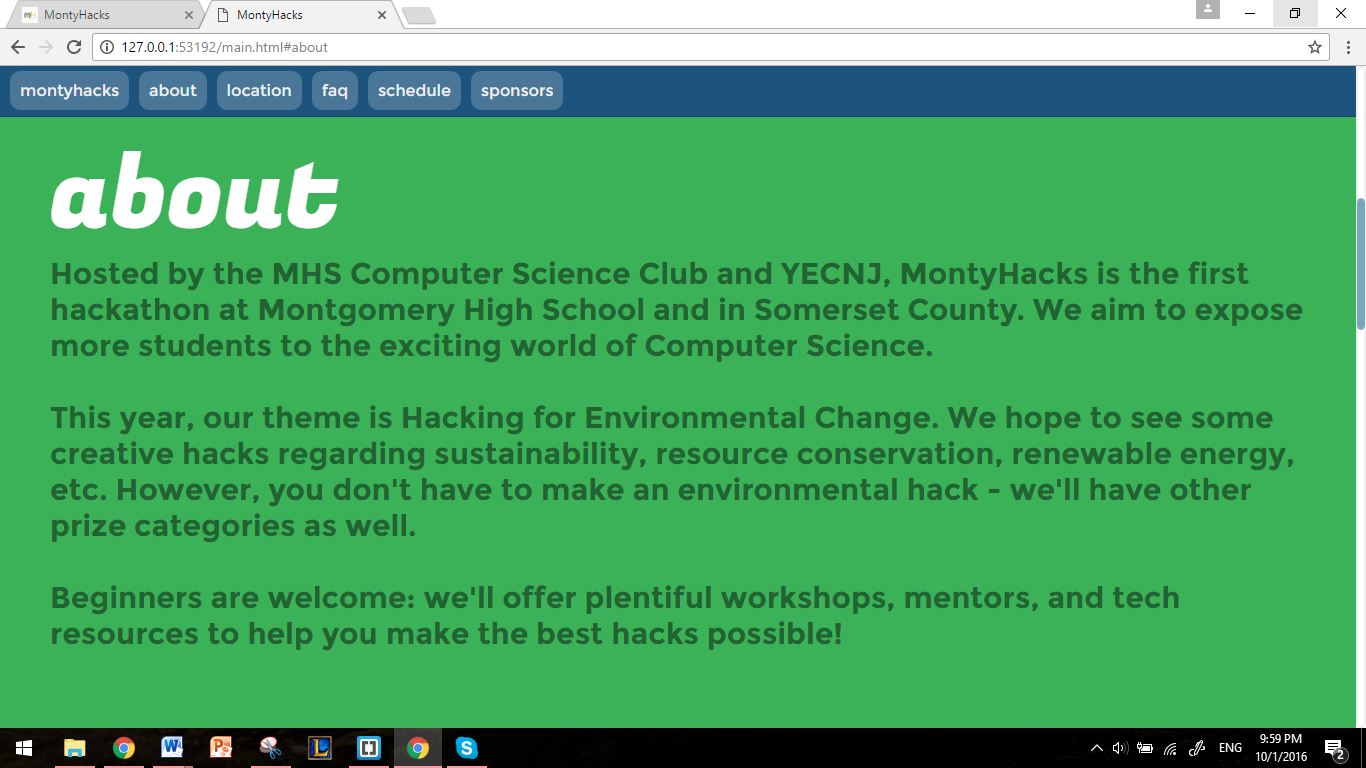 MontyHacks
MontyHacks
127.0.0.1:53192/main.html#about
montyhacks about location faq schedule sponsors
about
Hosted by the MHS Computer Science Club and YECNJ, MontyHacks is the first
hackathon at Montgomery High School and in Somerset County. We aim to expose
more students to the exciting world of Computer Science.
This year, our theme is Hacking for Environmental Change. We hope to see some
creative hacks regarding sustainability, resource conservation, renewable energy,
etc. However, you don't have to make an environmental hack - we'll have other
prize categories as well.
Beginners are welcome: we'll offer plentiful workshops, mentors, and tech
resources to help you make the best hacks possible!
ENG
9:59 PM
10/1/2016
2